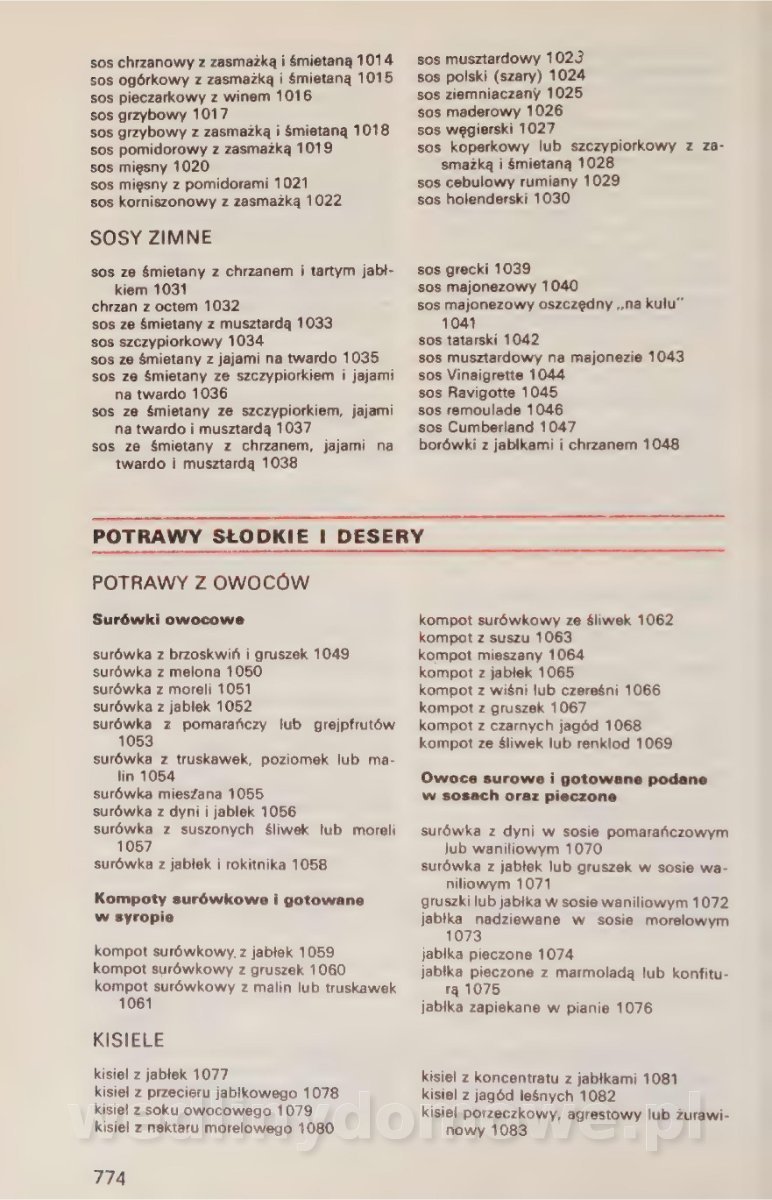 sos chrzanowy z zasmażką i śmietaną 1014
sos ogórkowy z zasmażką i śmietaną 1015
sos pieczarkowy z winem 1016
sos grzybowy 1017
sos grzybowy z zasmażką i śmietaną 1018
sos pomidorowy z zasmażką 1019
sos mięsny 1020
sos mięsny z pomidorami 1021
sos korniszonowy z zasmażką 1022
sos musztardowy 1023
sos polski (szary) 1024
sos ziemniaczany 1025
sos maderowy 1026
sos węgierski 1027
sos koperkowy lub szczypiorkowy z za-
smażką i śmietaną 1028
sos cebulowy rumiany 1029
sos holenderski 1030
SOSY ZIMNE
sos ze śmietany z chrzanem i tartym jabł-
kiem 1031
chrzan z octem 1032
sos ze śmietany z musztardą 1033
sos szczypiorkowy 1034
sos ze śmietany z jajami na twardo 1035
sos ze śmietany ze szczypiorkiem i jajami
na twardo 1036
sos ze śmietany ze szczypiorkiem, jajami
na twardo i musztardą 1037
sos ze śmietany z chrzanem, jajami na
twardo i musztardą 1038
sos grecki 1039
sos majonezowy 1040
sos majonezowy oszczędny „na kułu"
1041
sos tatarski 1042
sos musztardowy na majonezie 1043
sos Vinaigrette 1044
sos Ravigotte 1045
sos remoulade 1046
sos Cumberland 1047
borówki z jabłkami i chrzanem 1048
POTRAWY SŁODKIE I DESERY
POTRAWY Z OWOCÓW
Surówki owocowe
surówka z brzoskwiń i gruszek 1049
surówka z melona 1050
surówka z moreli 1051
surówka z jabłek 1052
surówka z pomarańczy lub grejpfrutów
1053
surówka z truskawek, poziomek lub ma-
lin 1054
surówka mieszana 1055
surówka z dyni i jabłek 1056
surówka z suszonych śliwek lub moreli
1057
surówka z jabłek i rokitnika 1058
Kompoty surówkowe i gotowane
w syropie
kompot surówkowy z jabłek 1059
kompot surówkowy z gruszek 1060
kompot surówkowy z malin lub truskawek
1061
kompot surówkowy ze śliwek 1062
kompot z suszu 1063
kompot mieszany 1064
kompot z jabłek 1065
kompot z wiśni lub czereśni 1066
kompot z gruszek 1067
kompot z czarnych jagód 1068
kompot ze śliwek lub renklod 1069
Owoce surowe i gotowane podane
w sosach oraz pieczone
surówka z dyni w sosie pomarańczowym
lub waniliowym 1070
surówka z jabłek lub gruszek w sosie wa-
niliowym 1071
gruszki lub jabłka w sosie waniliowym 1072
jabłka nadziewane w sosie morelowym
1073
jabłka pieczone 1074
jabłka pieczone z marmoladą lub konfitu-
rą 1075
jabłka zapiekane w pianie 1076
KISIELE
kisiel z jabłek 1077
kisiel z przecieru jabłkowego 1078
kisiel z soku owocowego 1079
kisiel z nektaru morelowego 1080
kisiel z koncentratu z jabłkami 1081
kisiel z jagód leśnych 1082
kisiel porzeczkowy, agrestowy lub żurawi-
nowy 1083
774